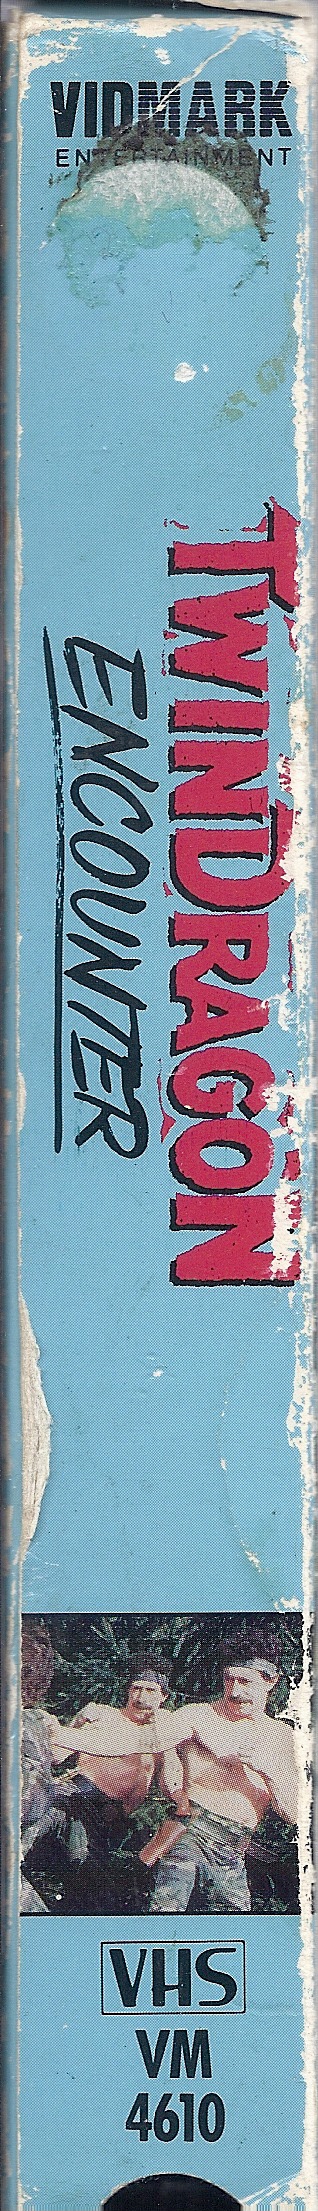 VIDMARK
ENTERTAINMENT
TWINDRAGON
ENCOUNTER
VHS
VM
4610